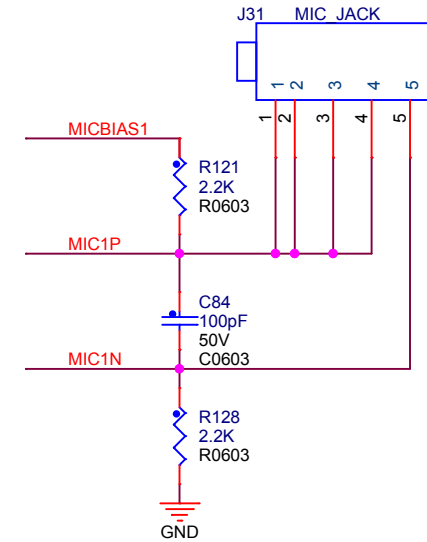 J31 MIC_JACK
1 2 3 4 5
1 2 3 4 5
MICBIAS1
R121
2.2K
R0603
MIC1P
C84
100pF
50V
C0603
MIC1N
R128
2.2K
R0603
GND